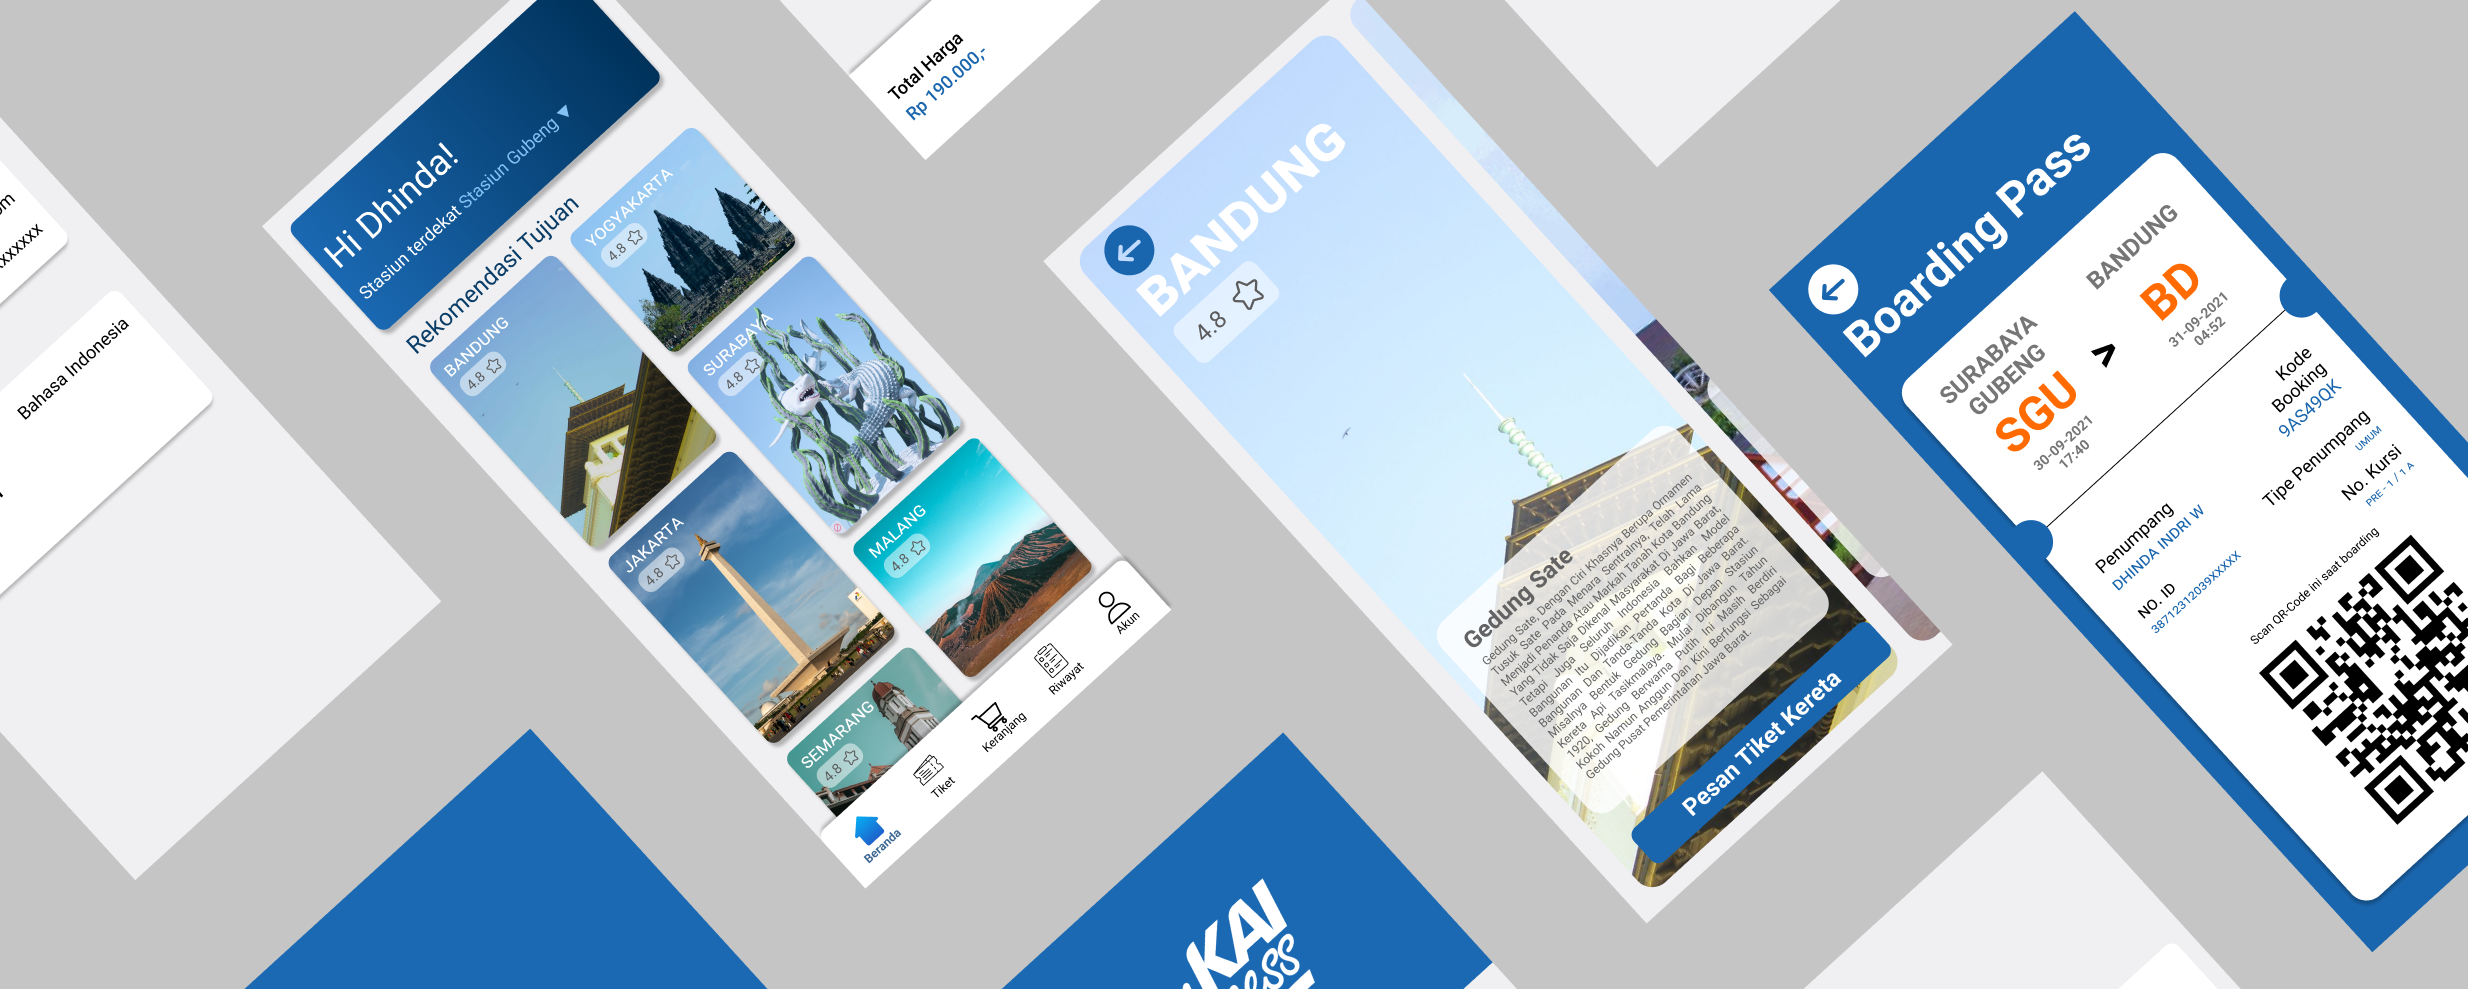 om
xxxxxxx
Bahasa Indonesia
Hi Dhinda!
Stasiun terdekat Stasiun Gubeng
Rekomendasi Tujuan
BANDUNG
4.8
YOGYAKARTA
4.8
SURABAYA
4.8
JAKARTA
4.8
MALANG
4.8
SEMARANG
4.8
Beranda
Tiket
Keranjang
Riwayat
Akun
Total Harga
Rp 190.000,-
BANDUNG
4.8
Gedung Sate
Gedung Sate, Dengan Ciri Khasnya Berupa Ornamen
Tusuk Sate Pada Menara Sentralnya, Telah Lama
Menjadi Penanda Atau Markah Tanah Kota Bandung
Yang Tidak Saja Dikenal Masyarakat Di Jawa Barat,
Tetapi Juga Seluruh Indonesia Bahkan Model
Bangunan Itu Dijadikan Pertanda Bagi Beberapa
Bangunan Dan Tanda-Tanda Kota Di Jawa Barat.
Misalnya Bentuk Gedung Bagian Depan Stasiun
Kereta Api Tasikmalaya. Mulai Dibangun Tahun
1920, Gedung Berwarna Putih Ini Masih Berdiri
Kokoh Namun Anggun Dan Kini Berfungsi Sebagai
Gedung Pusat Pemerintahan Jawa Barat.
Pesan Tiket Kereta
KAI
ess
Boarding Pass
SURABAYA
GUBENG
SGU
30-09-2021
17:40
>
BANDUNG
BD
31-09-2021
04:52
Kode
Booking
9AS49QK
Penumpang
DHINDA INDRI W
Tipe Penumpang
UMUM
NO. ID
3871231203​9XXXXX
No. Kursi
PRE - 1 / 1 A
Scan QR-Code ini saat boarding